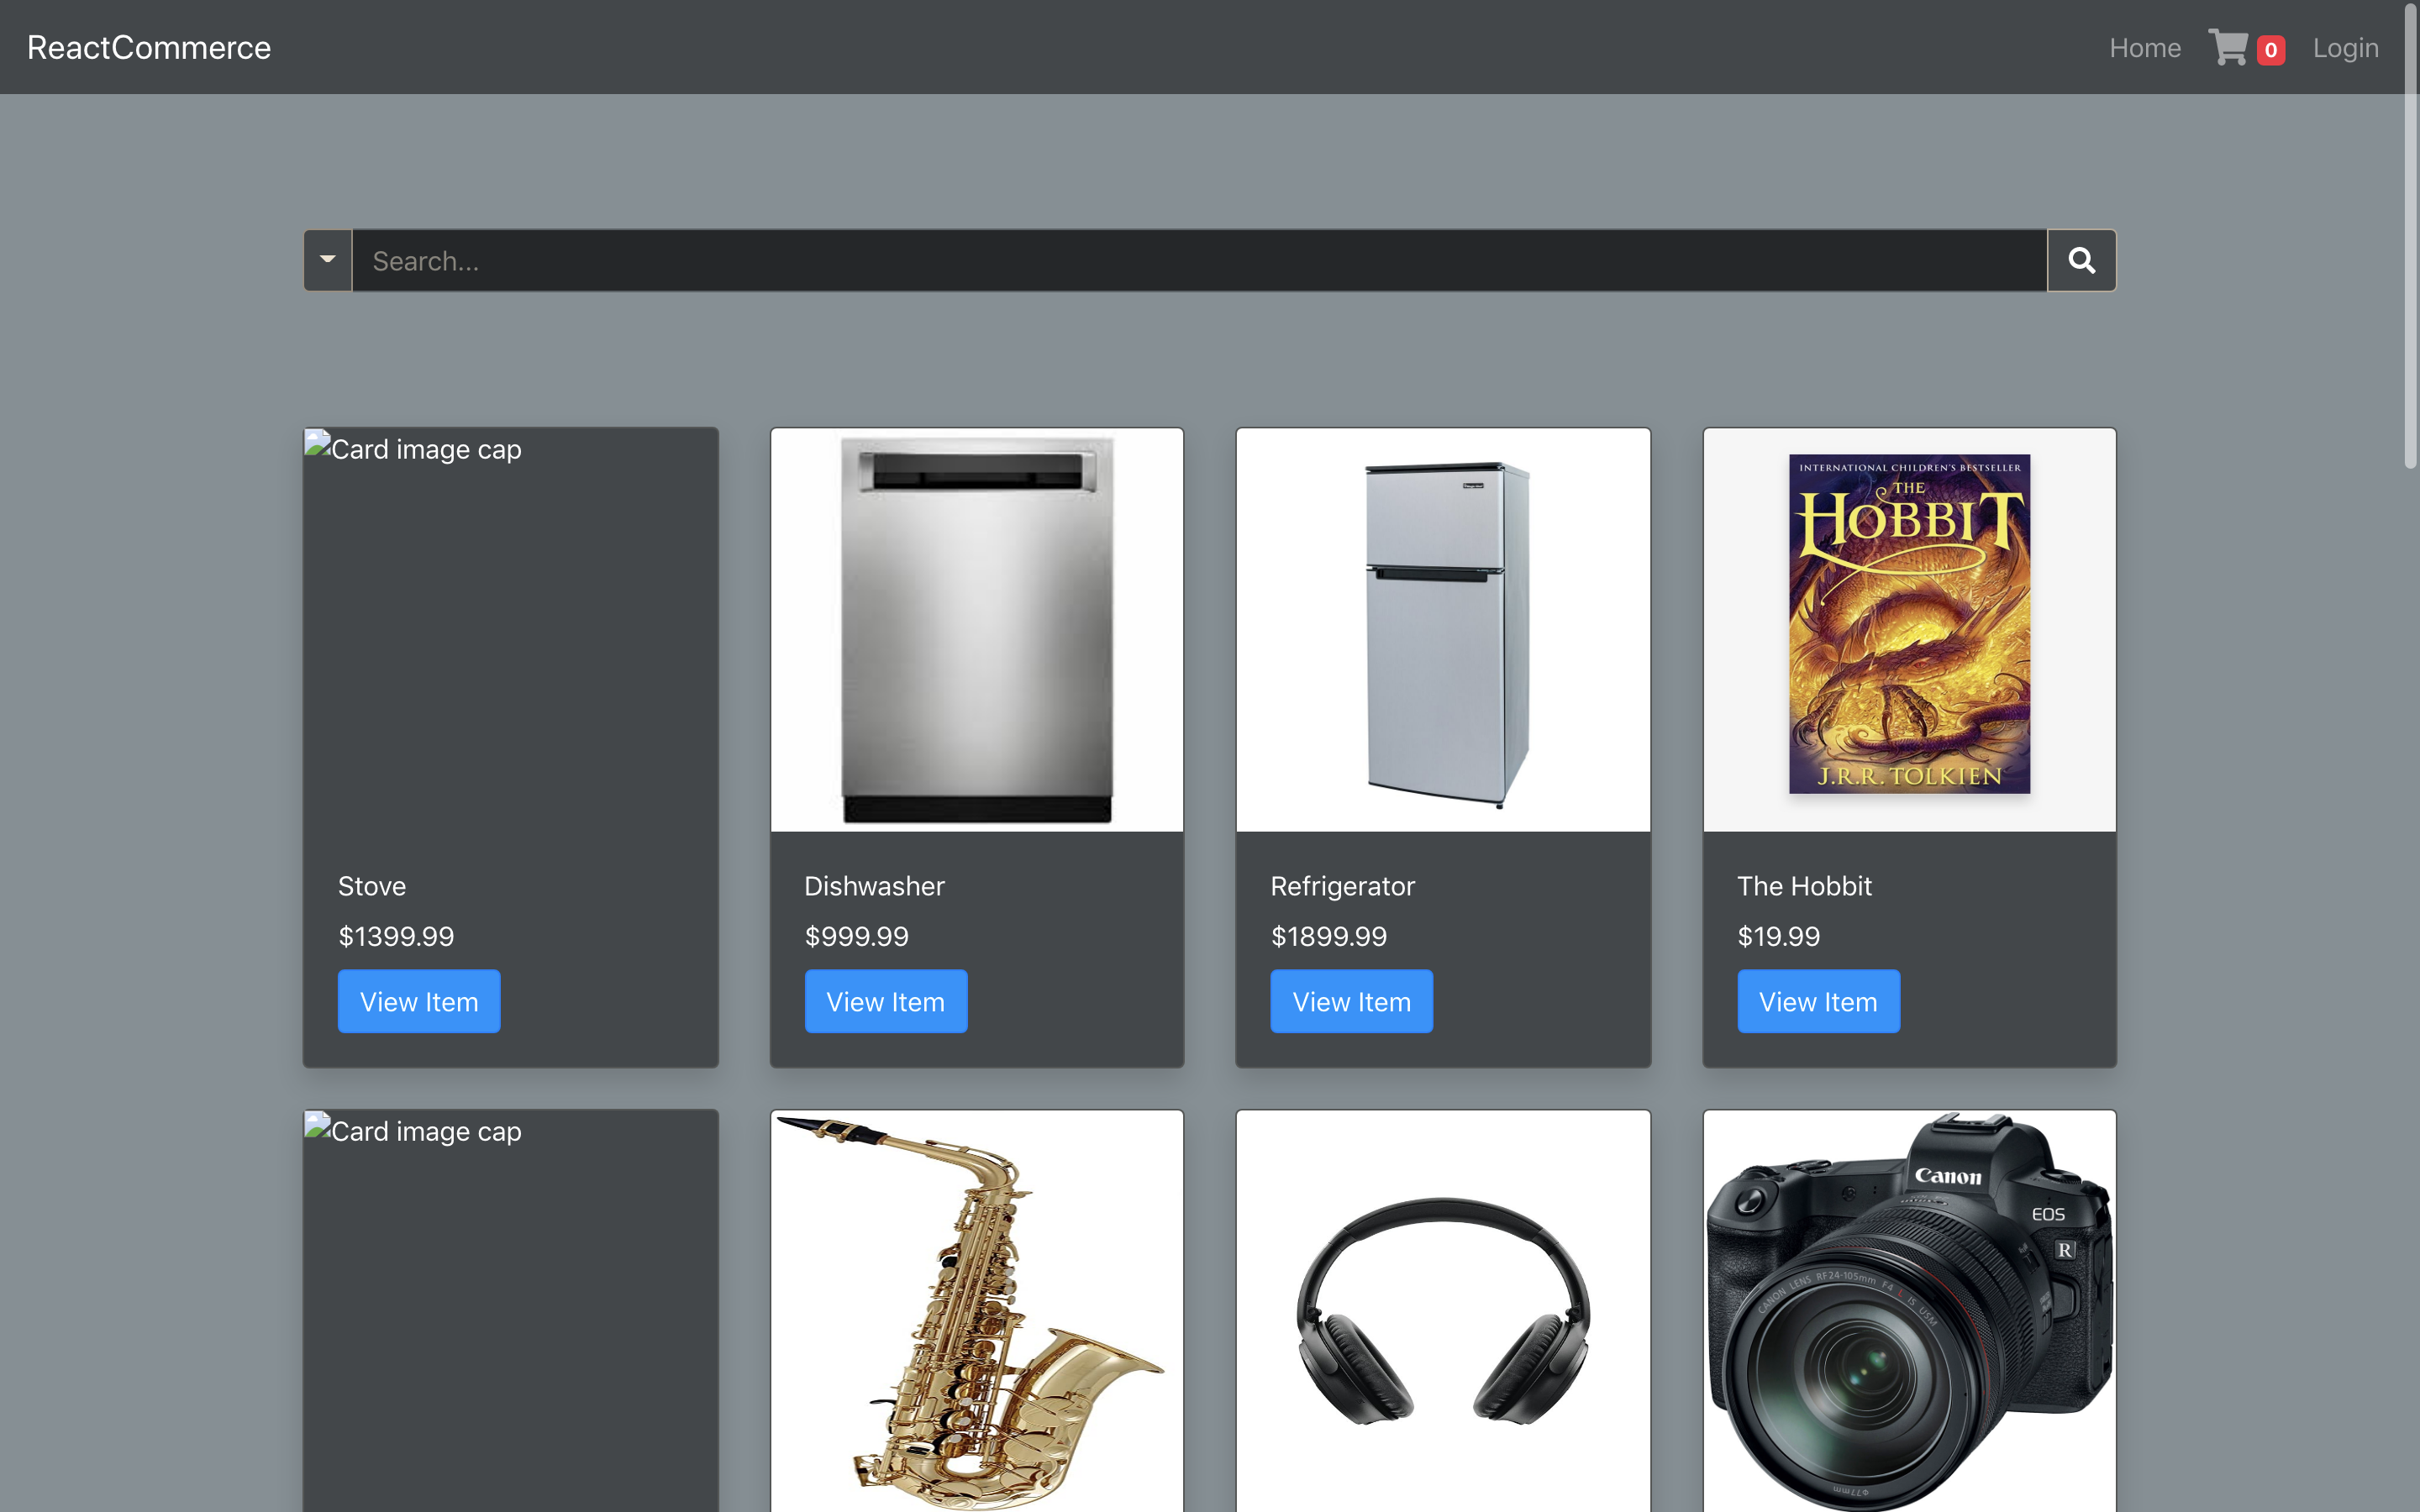 ReactCommerce
Home
0
Login
Search...
Card image cap
INTERNATIONAL CHILDREN'S BESTSELLER
THE
HOBBIT
J.R.R. TOLKIEN
Stove
Dishwasher
Refrigerator
The Hobbit
$1399.99
$999.99
$1899.99
$19.99
View Item
View Item
View Item
View Item
Card image cap
Canon
EOS
R
CANON LENS RF24-105mm F4 L IS USM
Φ77mm